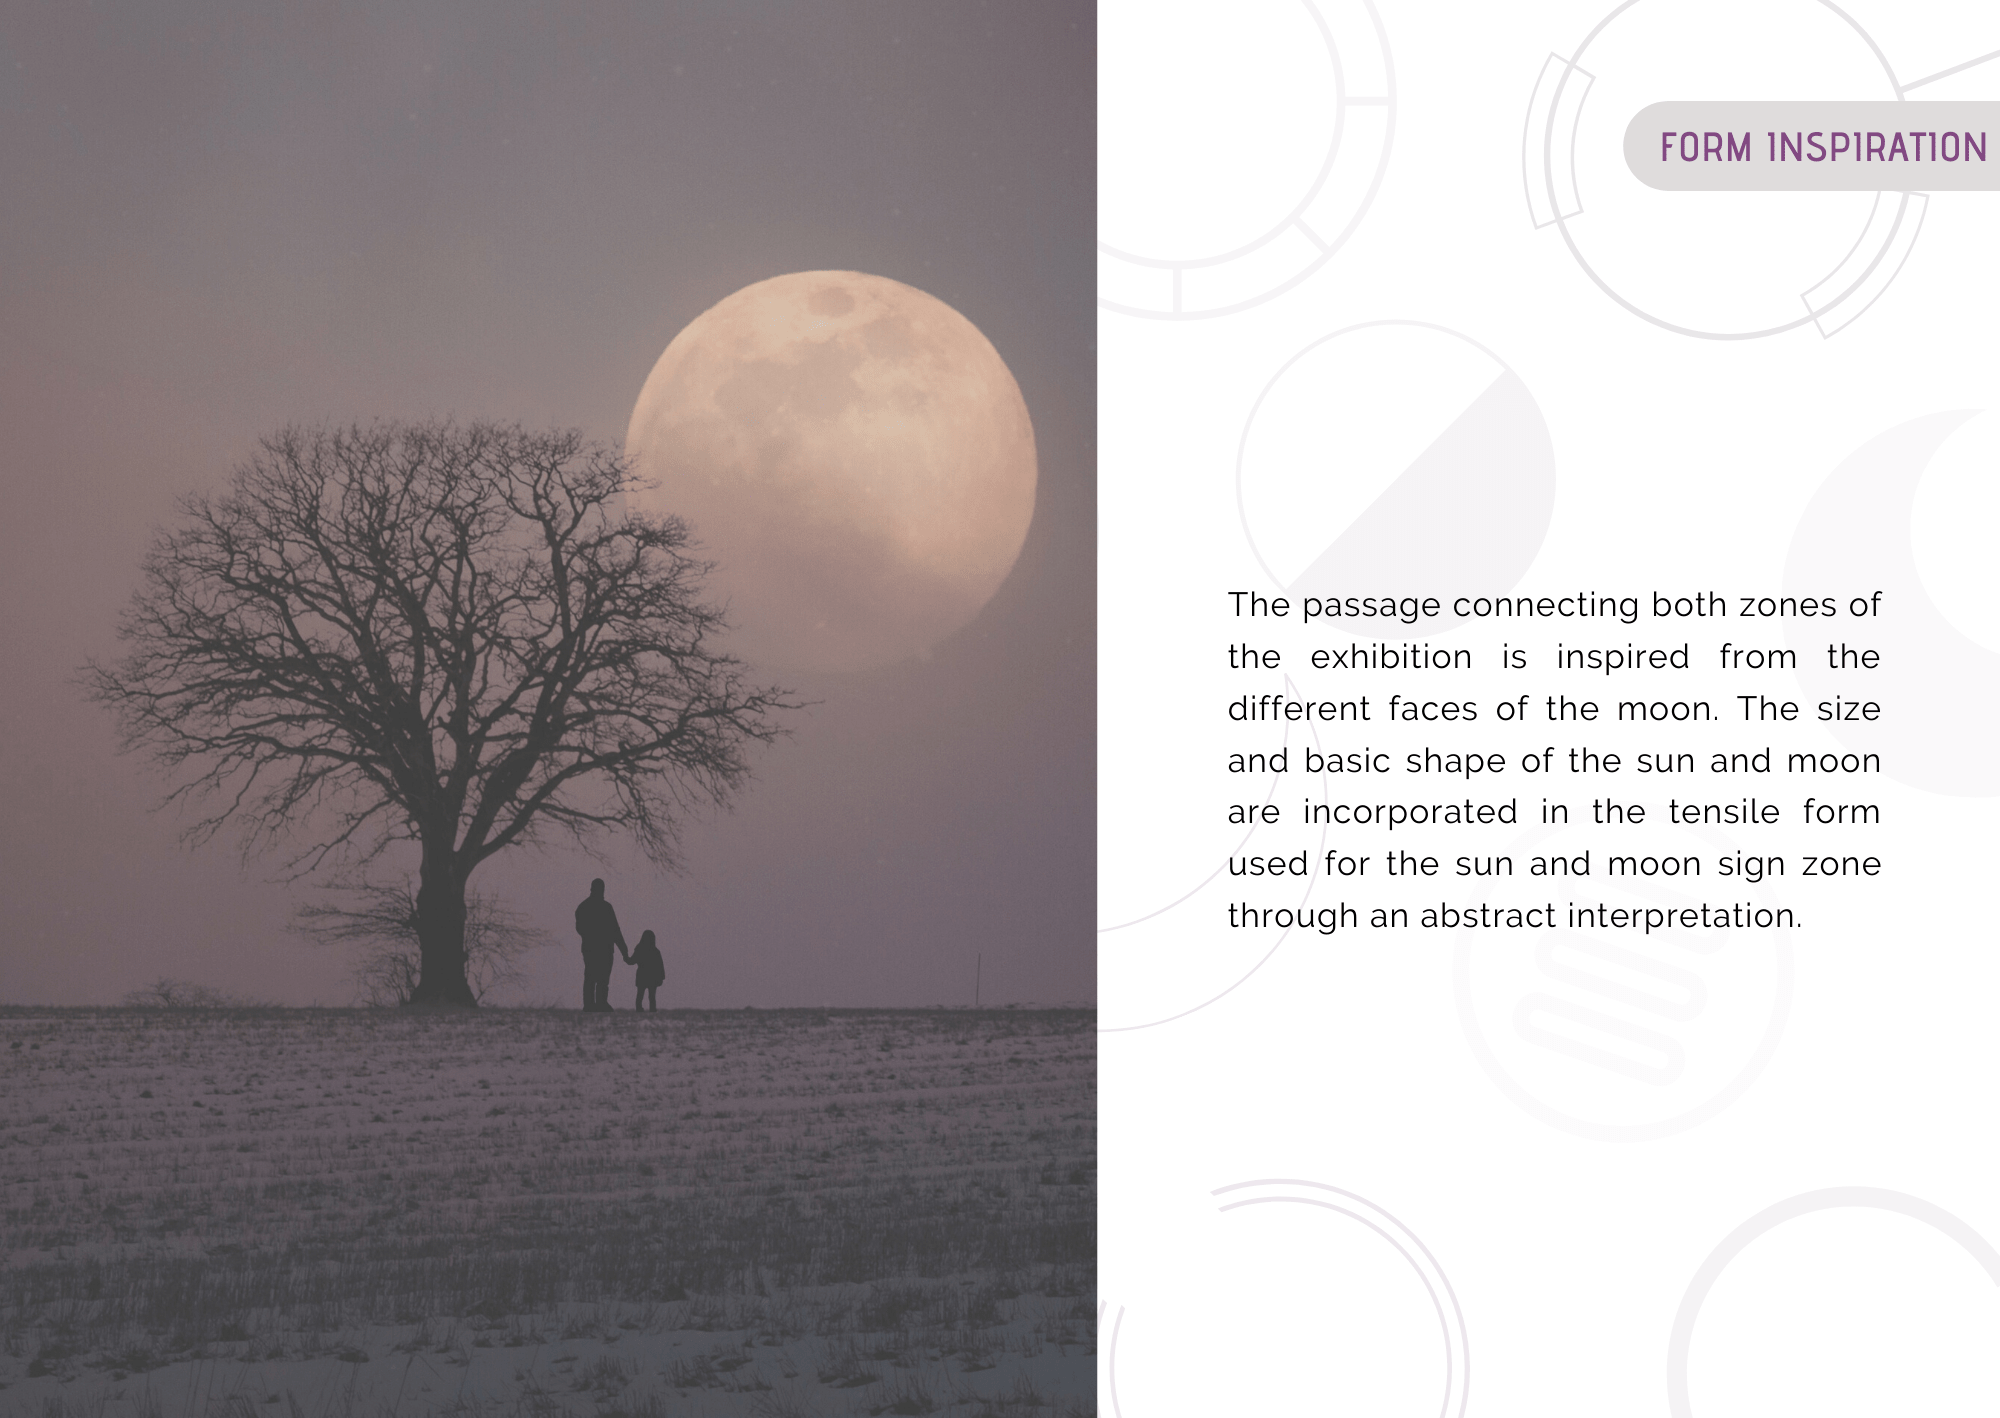 FORM INSPIRATION
The passage connecting both zones of
the exhibition is inspired from the
different faces of the moon. The size
and basic shape of the sun and moon
are incorporated in the tensile form
used for the sun and moon sign zone
through an abstract interpretation.